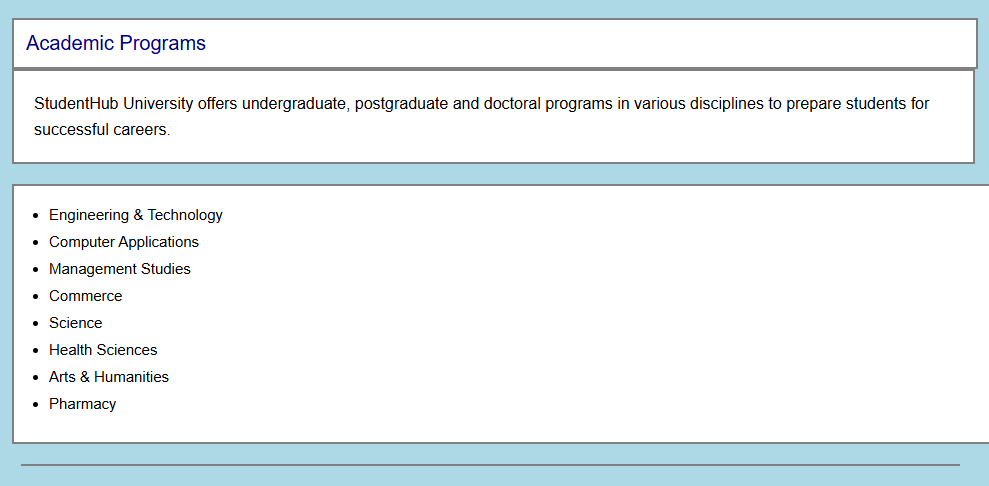 Academic Programs
StudentHub University offers undergraduate, postgraduate and doctoral programs in various disciplines to prepare students for
successful careers.
• Engineering & Technology
• Computer Applications
• Management Studies
• Commerce
• Science
• Health Sciences
• Arts & Humanities
• Pharmacy